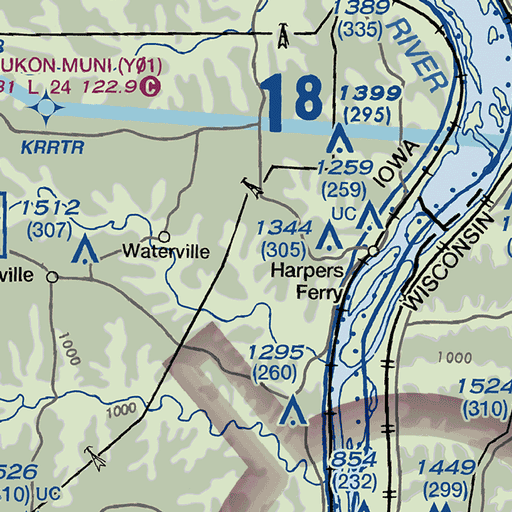 1389
(335)
RIVER
UKON MUNI (Y01)
31 L 24 122.9 C
18
1399
(295)
KRRTR
IOWA
1259
(259)
UC
1512
(307)
1344
(305)
Waterville
Harpers
Ferry
WISCONSIN
ville
1000
1295
(260)
1000
1524
(310)
1000
526
310) UC
854
(232)
1449
(299)